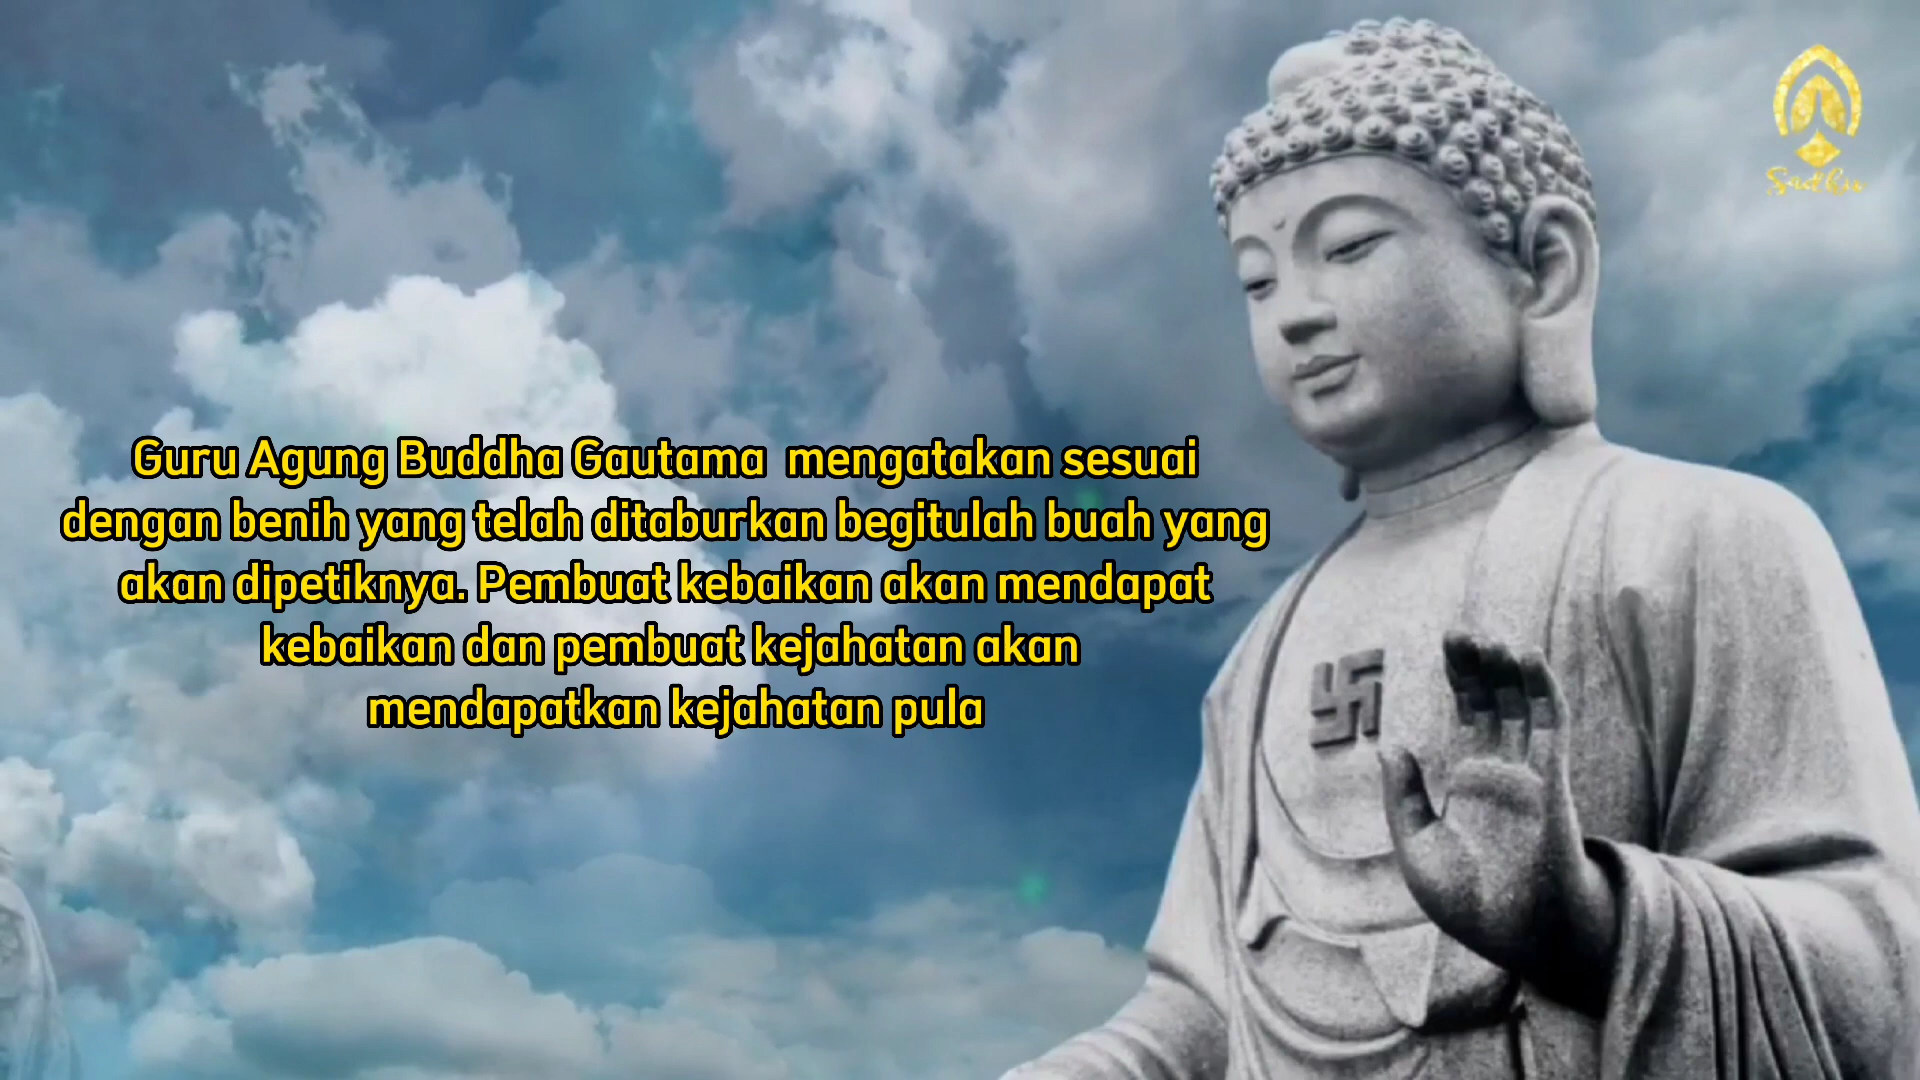 Sadhu
Guru Agung Buddha Gautama  mengatakan sesuai
dengan benih yang telah ditaburkan begitulah buah yang
akan dipetiknya. Pembuat kebaikan akan mendapat
kebaikan dan pembuat kejahatan akan
mendapatkan kejahatan pula